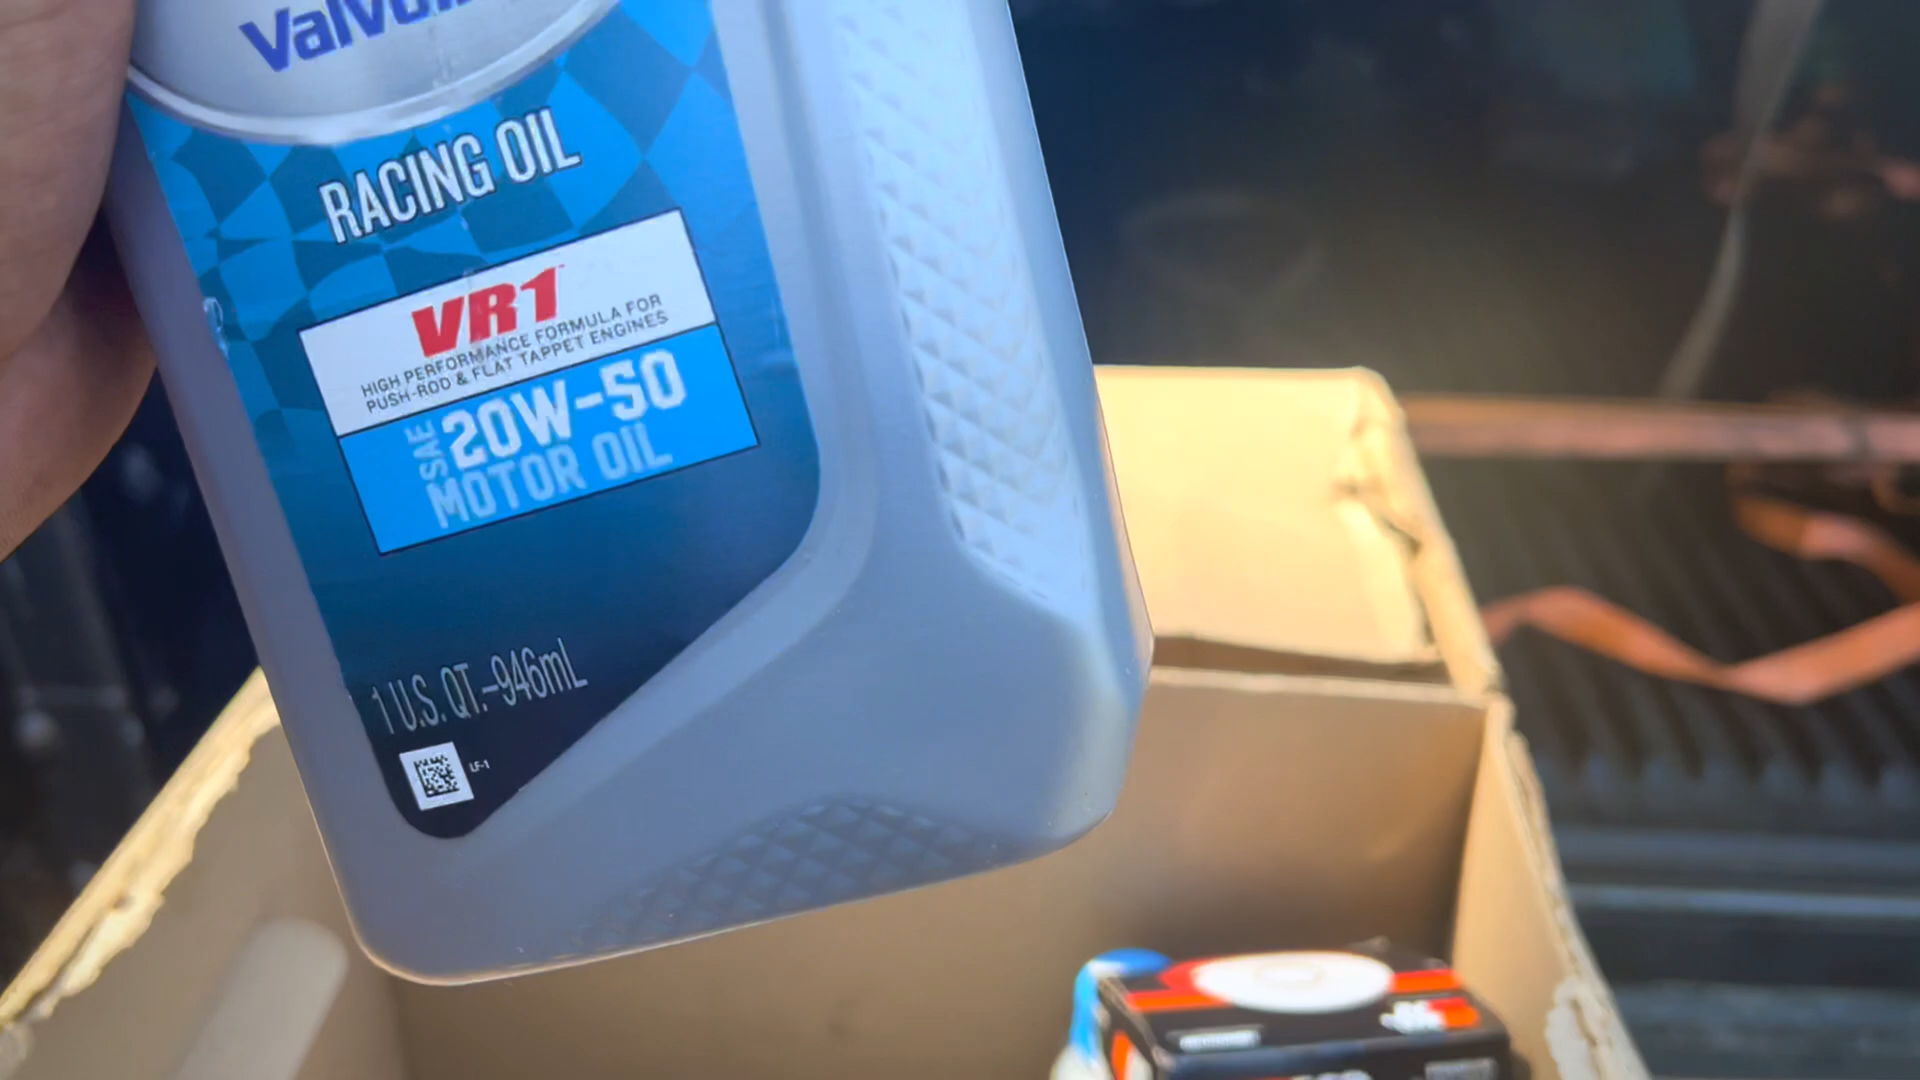 RACING OIL
VR1
HIGH PERFORMANCE FORMULA FOR
PUSH-ROD & FLAT TAPPET ENGINES
SAE 20W-50
MOTOR OIL
1 U.S. QT.-946mL
LF-1